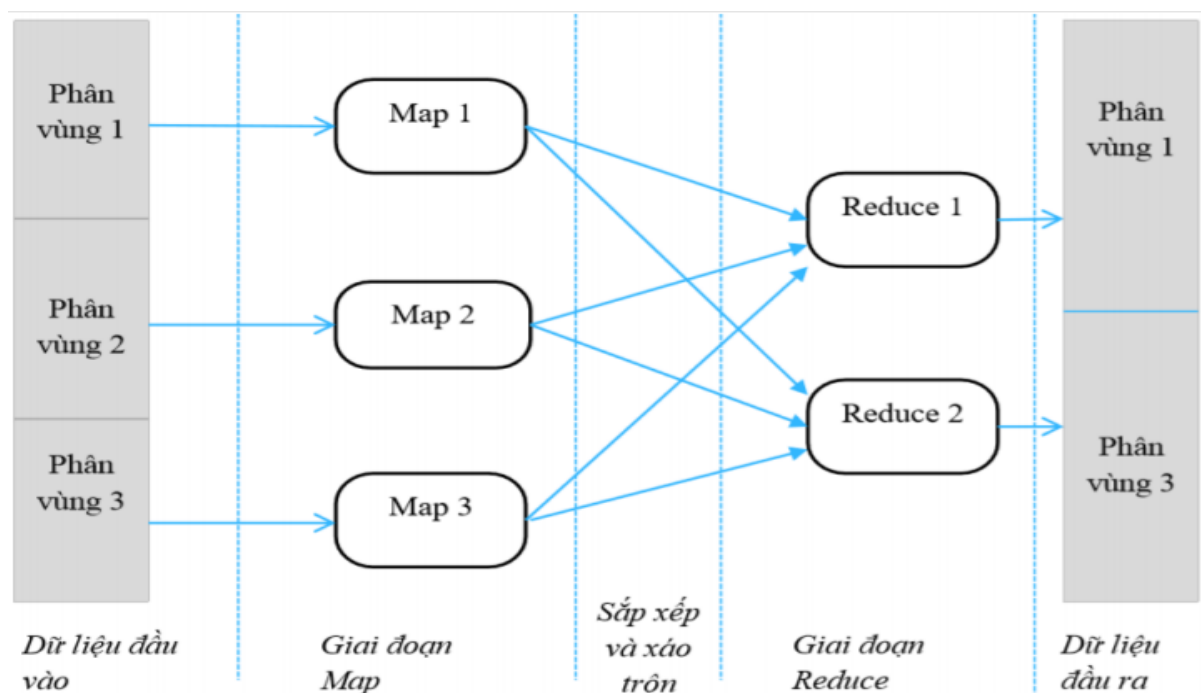 Phân
vùng 1
Phân
vùng 2
Phân
vùng 3
Map 1
Map 2
Map 3
Reduce 1
Reduce 2
Phân
vùng 1
Phân
vùng 3
Dữ liệu đầu
vào
Giai đoạn
Map
Sắp xếp
và xáo
trôn
Giai đoạn
Reduce
Dữ liệu
đầu ra